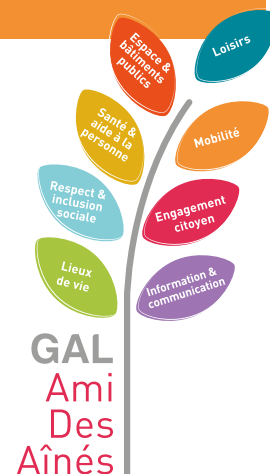 Espace &
bâtiments
publics
Loisirs
Santé &
aide à la
personne
Mobilité
Respect &
inclusion
sociale
Engagement
citoyen
Lieux
de vie
Information &
communication
GAL
Ami
Des
Aînés